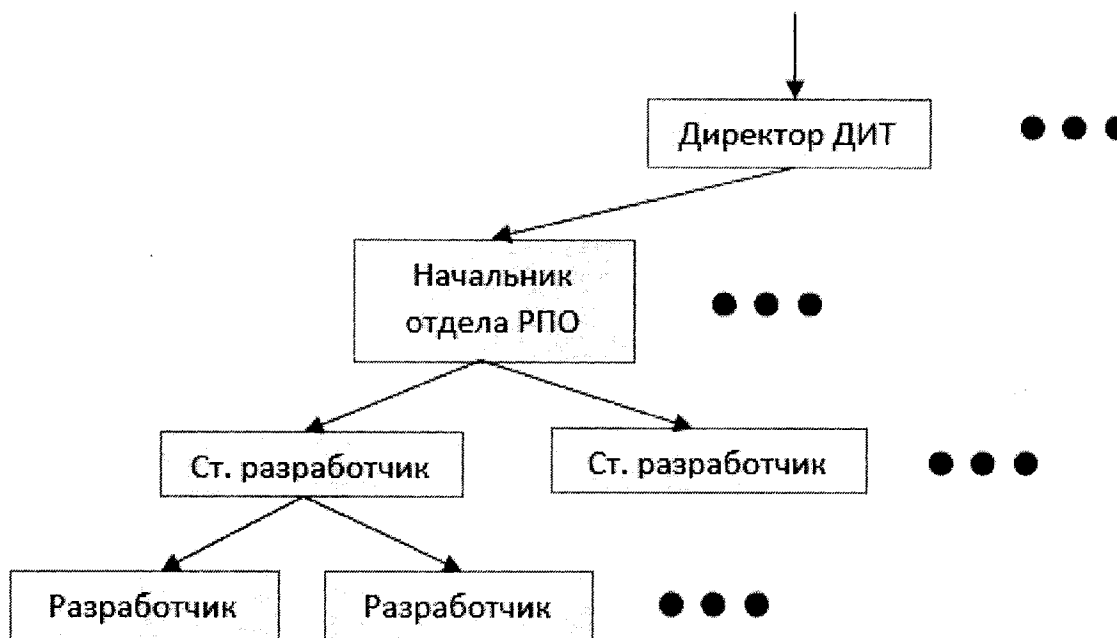 Директор ДИТ
Начальник
отдела РПО
Ст. разработчик
Ст. разработчик
Разработчик
Разработчик